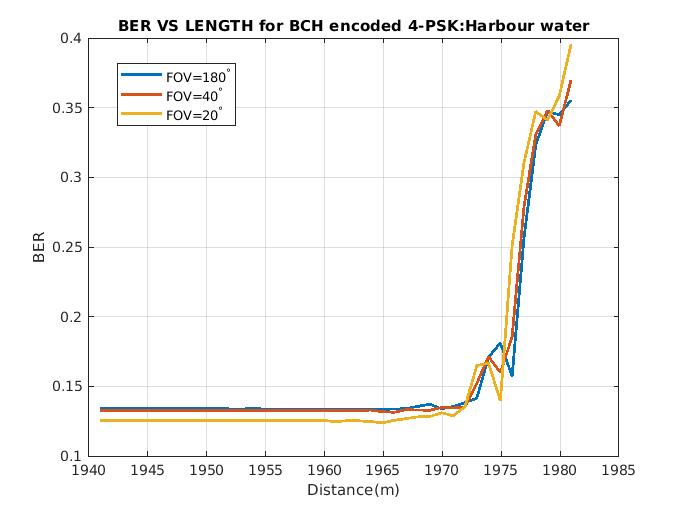 BER VS LENGTH for BCH encoded 4-PSK:Harbour water
0.4
0.35
0.3
0.25
0.2
0.15
0.1
BER
FOV=180°
FOV=40°
FOV=20°
1940 1945 1950 1955 1960 1965 1970 1975 1980 1985
Distance(m)